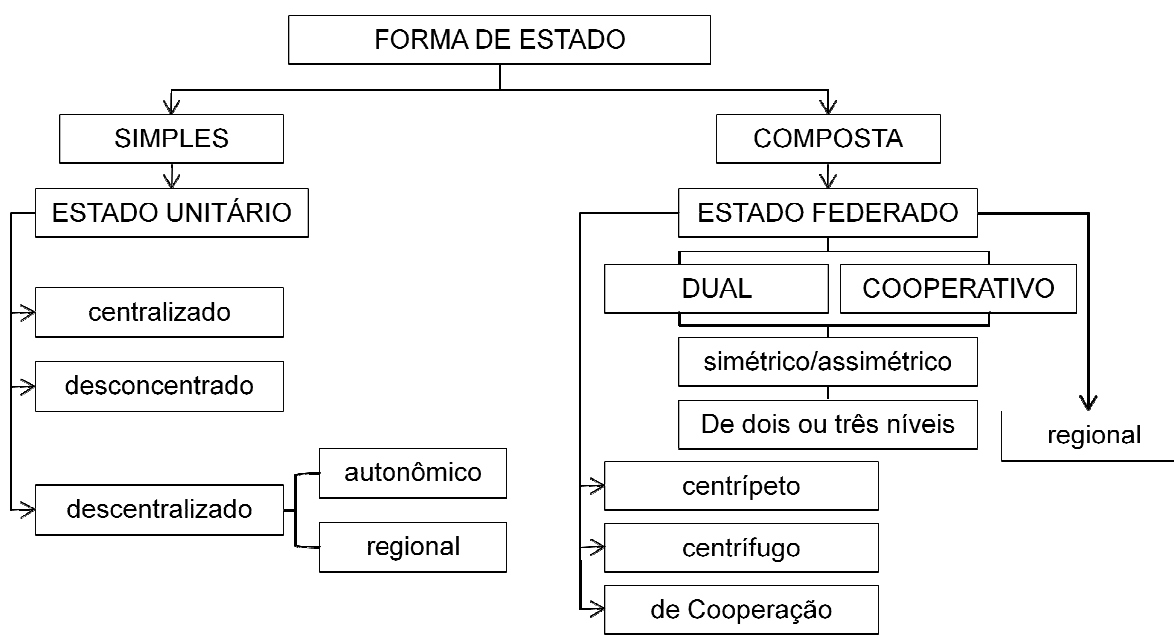 FORMA DE ESTADO
SIMPLES
COMPOSTA
ESTADO UNITÁRIO
ESTADO FEDERADO
centralizado
desconcentrado
descentralizado
autonômico
regional
DUAL
COOPERATIVO
simétrico/assimétrico
De dois ou três níveis
regional
centrípeto
centrífugo
de Cooperação